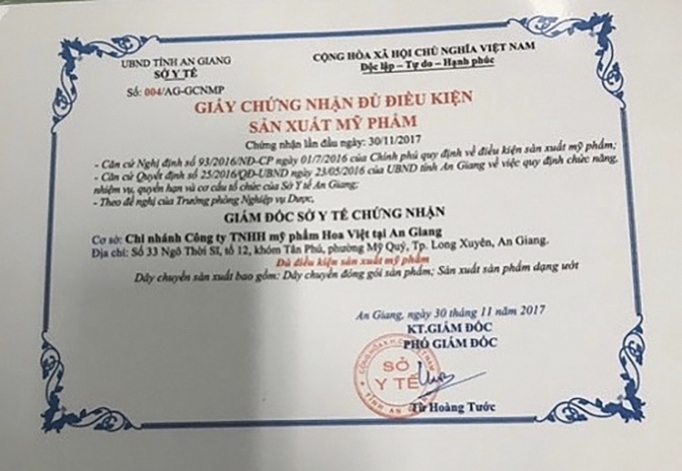 UBND TỈNH AN GIANG
SỞ Y TẾ
Số: 004/AG-GCNMP
CỘNG HÒA XÃ HỘI CHỦ NGHĨA VIỆT NAM
Độc lập – Tự do – Hạnh phúc
GIẤY CHỨNG NHẬN ĐỦ ĐIỀU KIỆN
SẢN XUẤT MỸ PHẨM
Chứng nhận lần đầu ngày: 30/11/2017
- Căn cứ Nghị định số 93/2016/NĐ-CP ngày 01/7/2016 của Chính phủ quy định về điều kiện sản xuất mỹ phẩm;
- Căn cứ Quyết định số 25/2016/QĐ-UBND ngày 23/05/2016 của UBND tỉnh An Giang về việc quy định chức năng,
nhiệm vụ, quyền hạn và cơ cấu tổ chức của Sở Y tế An Giang;
- Theo đề nghị của Trưởng phòng Nghiệp vụ Dược,
GIÁM ĐỐC SỞ Y TẾ CHỨNG NHẬN
Cơ sở: Chi nhánh Công ty TNHH mỹ phẩm Hoa Việt tại An Giang
Địa chỉ: Số 33 Ngô Thời Sĩ, tổ 12, khóm Tân Phú, phường Mỹ Quý, Tp. Long Xuyên, An Giang.
Đủ điều kiện sản xuất mỹ phẩm
Dây chuyền sản xuất bao gồm: Dây chuyền đóng gói sản phẩm; Sản xuất sản phẩm dạng ướt
An Giang, ngày 30 tháng 11 năm 2017
KT.GIÁM ĐỐC
PHÓ GIÁM ĐỐC
SỞ
Y TẾ
Từ Hoàng Tước